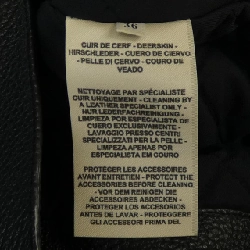 36
CUIR DE CERF - DEERSKIN -
HIRSCHLEDER - CUERO DE CIERVO
- PELLE DI CERVO - COURO DE
VEADO
NETTOYAGE PAR SPÉCIALISTE
CUIR UNIQUEMENT - CLEANING BY
A LEATHER SPECIALIST ONLY -
NUR LEDERFACHREINIGUNG -
LIMPIEZA POR ESPECIALISTA DE
CUERO EXCLUSIVAMENTE -
LAVAGGIO PRESSO CENTRI
SPECIALIZZATI PER LA PELLE -
LIMPEZA APENAS POR
ESPECIALISTA EM COURO
PROTEGER LES ACCESSOIRES
AVANT ENTRETIEN - PROTECT THE
ACCESSORIES BEFORE CLEANING
- VOR DEM REINIGEN DIE
ACCESSOIRES ABDECKEN -
PROTEGER LOS ACCESORIOS
ANTES DE LAVAR - PROTEGGERE
GLI ACCESSORI PRIMA DEL